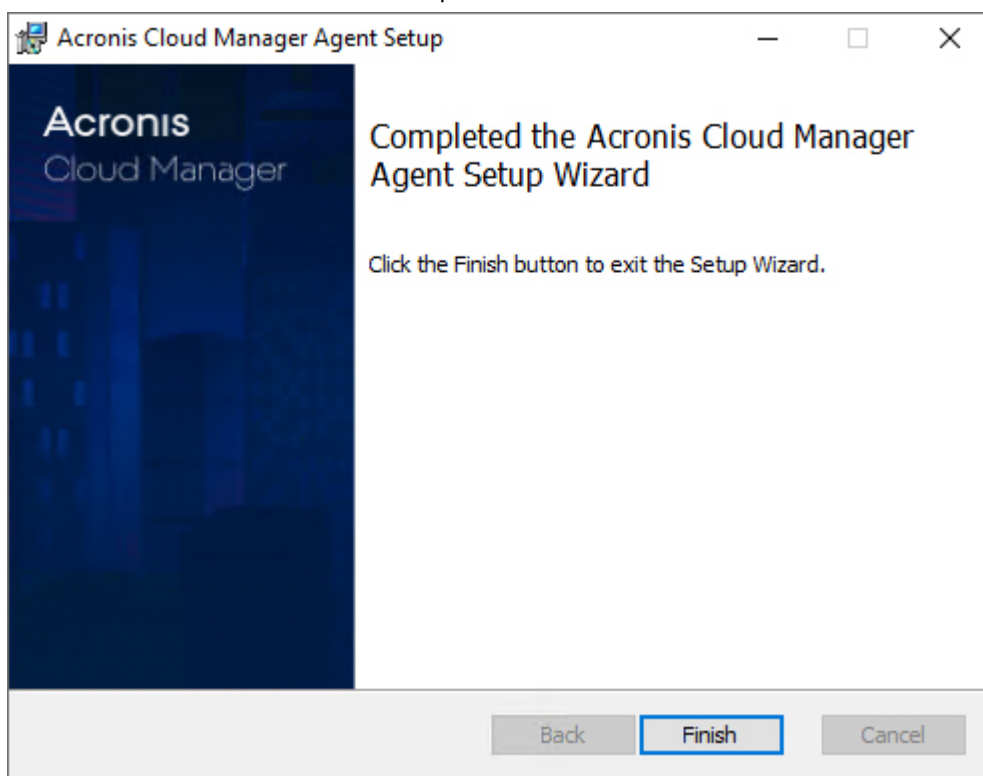 Acronis Cloud Manager Agent Setup
Acronis
Cloud Manager
Completed the Acronis Cloud Manager
Agent Setup Wizard
Click the Finish button to exit the Setup Wizard.
Back Finish Cancel